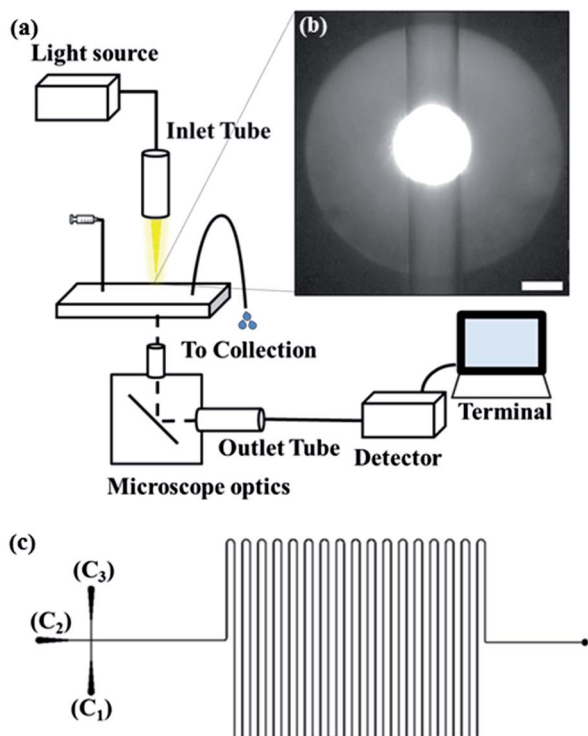 (a)
(b)
Light source
Inlet Tube
To Collection
Outlet Tube
Detector
Terminal
Microscope optics
(c)
(C₃)
(C₂)
(C₁)